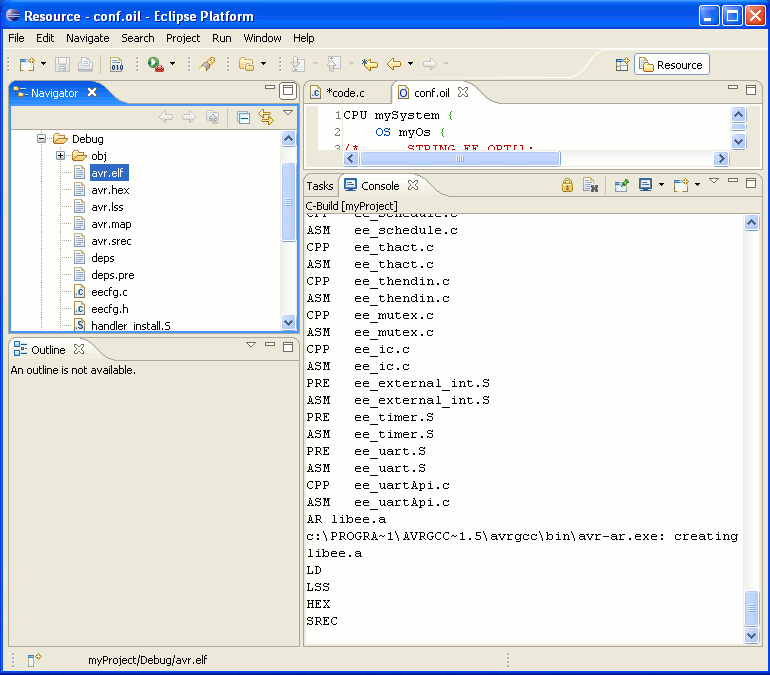 Resource - conf.oil - Eclipse Platform
File Edit Navigate Search Project Run Window Help
010
Resource
Navigator
Debug
obj
avr.elf
avr.hex
avr.lss
avr.map
avr.srec
deps
deps.pre
eecfg.c
eecfg.h
handler_install.S
Outline
An outline is not available.
*code.c
conf.oil
1CPU mySystem {
2 OS myOs {
3/* STRING EE_OPT[];
Tasks
Console
C-Build [myProject]
CPP ee_schedule.c
ASM ee_schedule.c
CPP ee_thact.c
ASM ee_thact.c
CPP ee_thendin.c
ASM ee_thendin.c
CPP ee_mutex.c
ASM ee_mutex.c
CPP ee_ic.c
ASM ee_ic.c
PRE ee_external_int.S
ASM ee_external_int.S
PRE ee_timer.S
ASM ee_timer.S
PRE ee_uart.S
ASM ee_uart.S
CPP ee_uartApi.c
ASM ee_uartApi.c
AR libee.a
c:\PROGRA~1\AVRGCC~1.5\avrgcc\bin\avr-ar.exe: creating
libee.a
LD
LSS
HEX
SREC
myProject/Debug/avr.elf